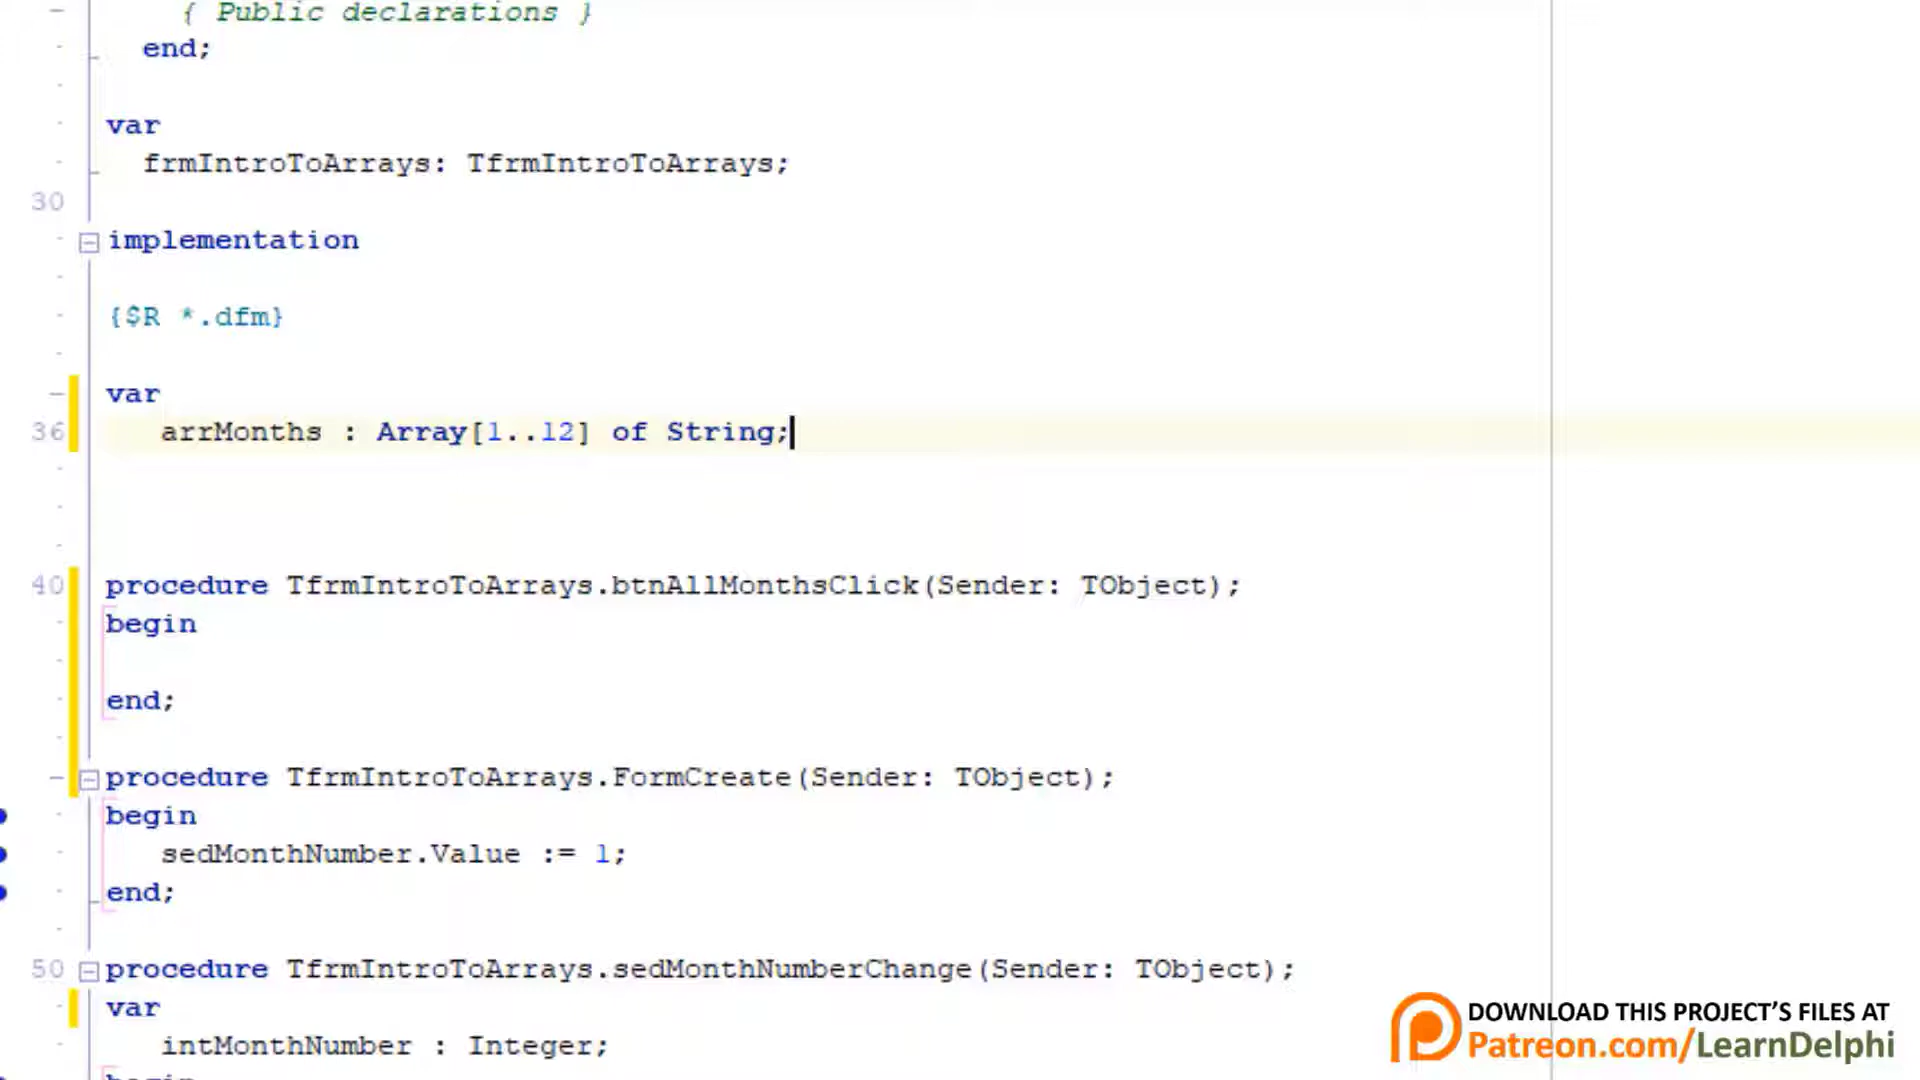 { Public declarations }
end;
var
frmIntroToArrays: TfrmIntroToArrays;
30
implementation
{$R *.dfm}
var
36 arrMonths : Array[1..12] of String;
40 procedure TfrmIntroToArrays.btnAllMonthsClick(Sender: TObject);
begin
end;
procedure TfrmIntroToArrays.FormCreate(Sender: TObject);
begin
sedMonthNumber.Value := 1;
end;
50 procedure TfrmIntroToArrays.sedMonthNumberChange(Sender: TObject);
var
intMonthNumber : Integer;
DOWNLOAD THIS PROJECT'S FILES AT
Patreon.com/LearnDelphi